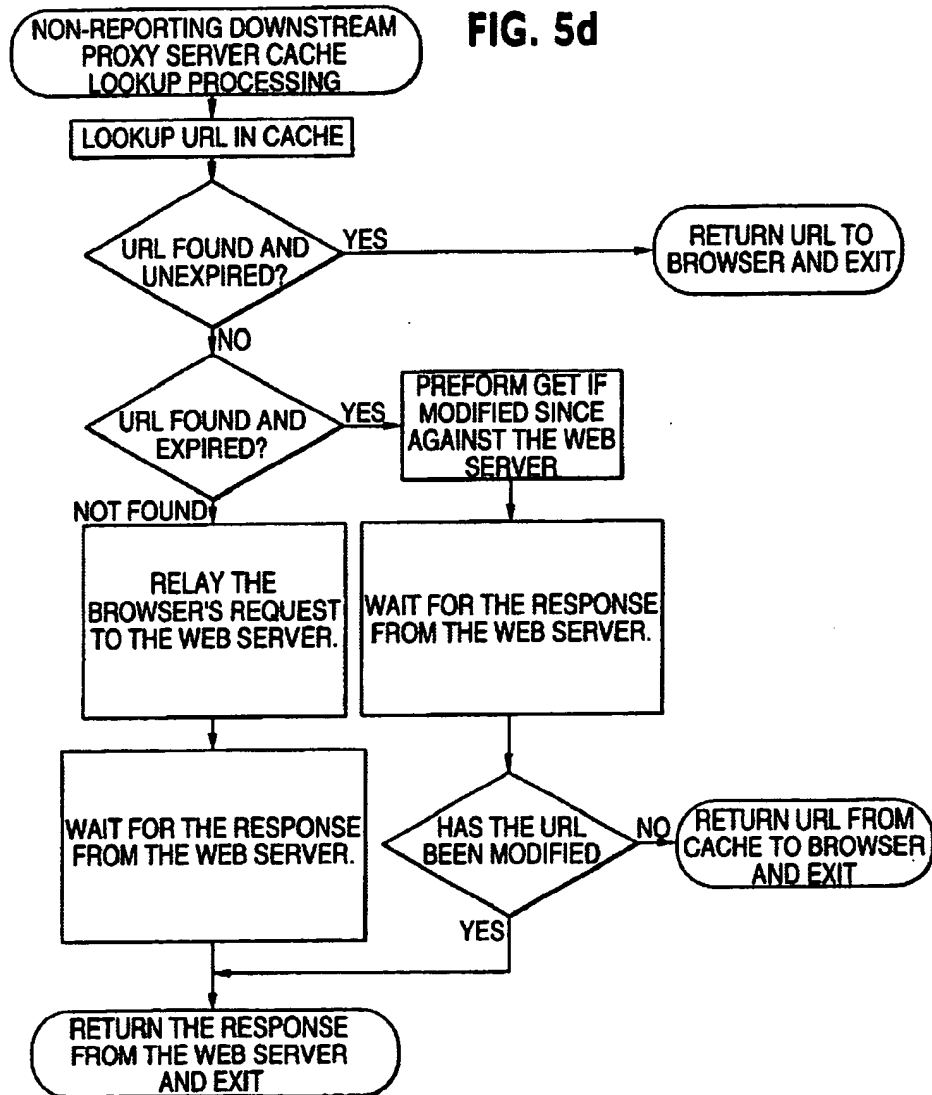 FIG. 5d
NON-REPORTING DOWNSTREAM
PROXY SERVER CACHE
LOOKUP PROCESSING
LOOKUP URL IN CACHE
URL FOUND AND
UNEXPIRED?
YES
RETURN URL TO
BROWSER AND EXIT
NO
URL FOUND AND
EXPIRED?
YES
PREFORM GET IF
MODIFIED SINCE
AGAINST THE WEB
SERVER
NOT FOUND
RELAY THE
BROWSER'S REQUEST
TO THE WEB SERVER.
WAIT FOR THE RESPONSE
FROM THE WEB SERVER.
WAIT FOR THE RESPONSE
FROM THE WEB SERVER.
HAS THE URL
BEEN MODIFIED
NO
RETURN URL FROM
CACHE TO BROWSER
AND EXIT
YES
RETURN THE RESPONSE
FROM THE WEB SERVER
AND EXIT